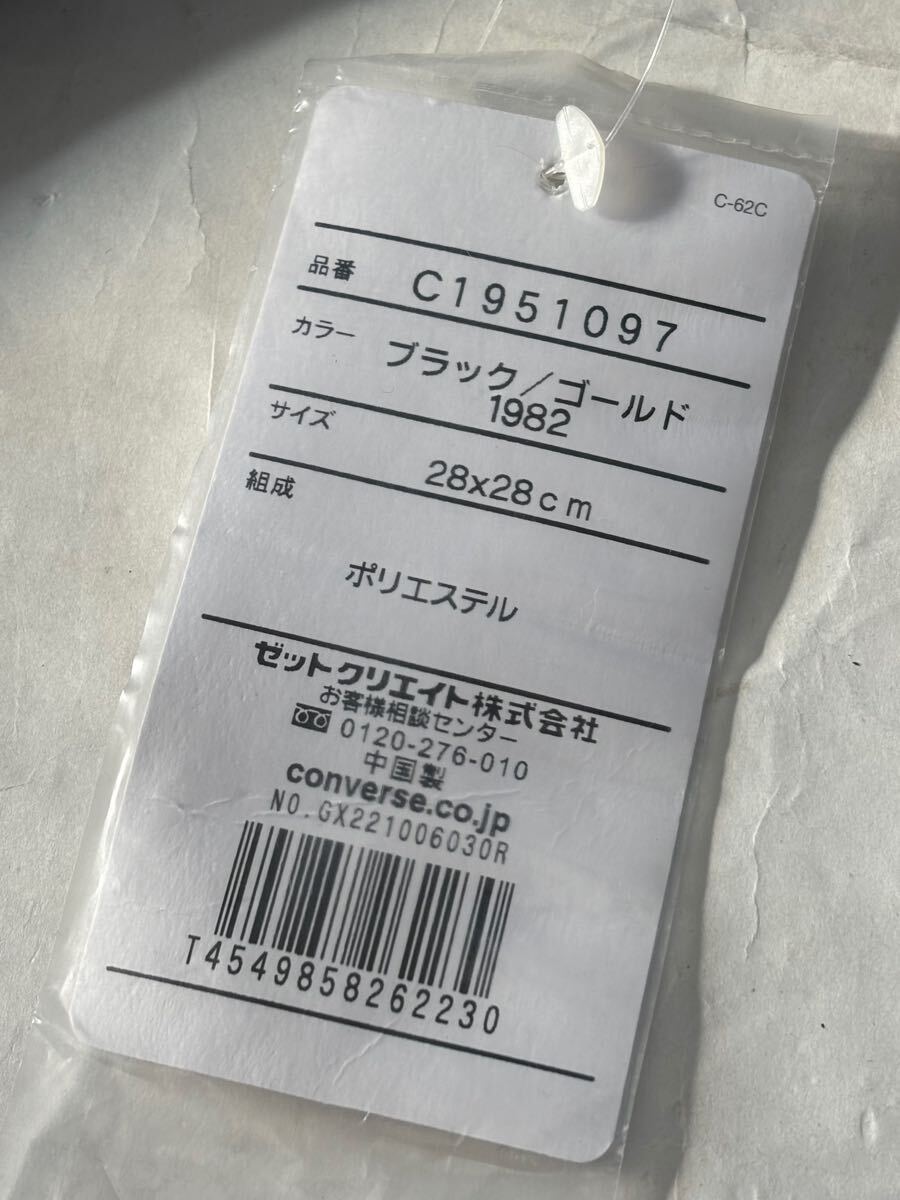 C-62C
品番 C1951097
カラー ブラック/ゴールド
1982
サイズ 28x28cm
組成
ポリエステル
ゼットクリエイト株式会社
お客様相談センター
0120-276-010
中国製
converse.co.jp
NO.GX221006030R
T4549858262230